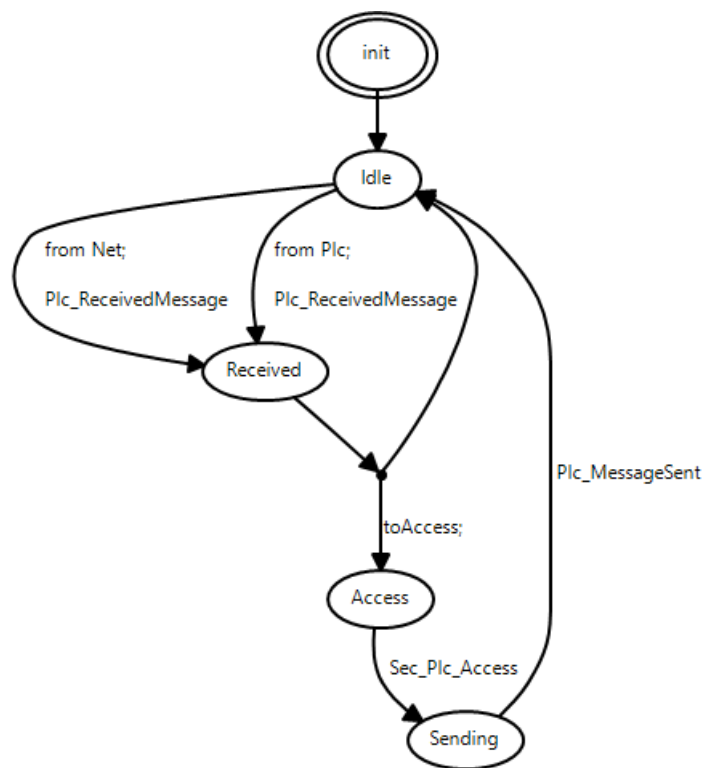 init
Idle
from Net;
Plc_ReceivedMessage
from Plc;
Plc_ReceivedMessage
Received
Plc_MessageSent
toAccess;
Access
Sec_Plc_Access
Sending